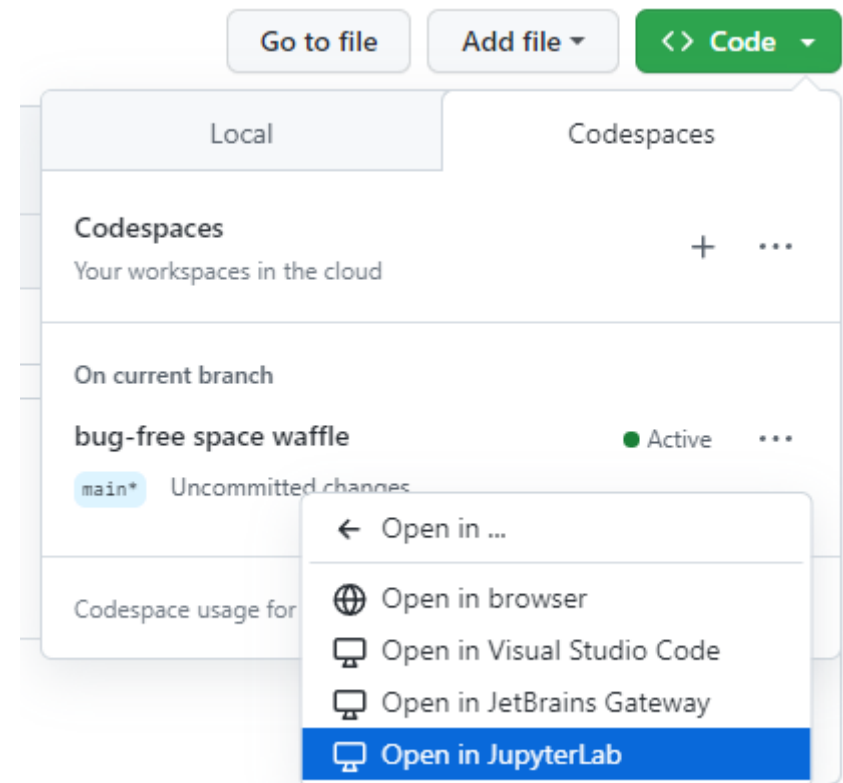 Go to file Add file <> Code
Local Codespaces
Codespaces
Your workspaces in the cloud
On current branch
bug-free space waffle Active
main* Uncommitted changes
Open in ...
Codespace usage for
Open in browser
Open in Visual Studio Code
Open in JetBrains Gateway
Open in JupyterLab